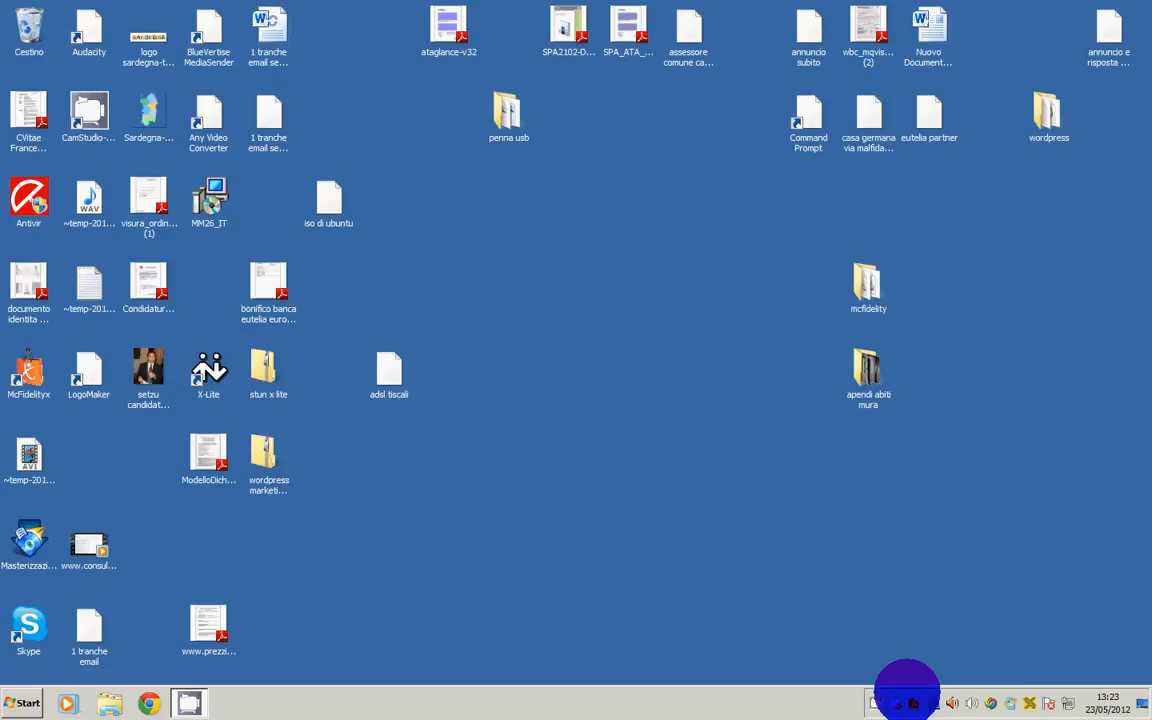 Cestino
Audacity
SARDEGNA
logo
sardegna-t...
BlueVertise
MediaSender
1 tranche
email se...
ataglance-v32
SPA2102-D...
SPA_ATA_...
assessore
comune ca...
annuncio
subito
wbc_mqvis...
(2)
Nuovo
Document...
annuncio e
risposta ...
CVitae
France...
CamStudio-...
Sardegna-...
Any Video
Converter
1 tranche
email se...
penna usb
Command
Prompt
casa germana
via malfida...
eutelia partner
wordpress
Antivir
WAV
~temp-201...
visura_ordin...
(1)
MM26_IT
iso di ubuntu
documento
identita ...
~temp-201...
Condidatur...
bonifico banca
eutelia euro...
mcfidelity
McFidelityx
LogoMaker
setzu
candidat...
X-Lite
stun x lite
adsl tiscali
apendi abiti
mura
AVI
~temp-201...
ModelloDich...
wordpress
marketi...
Masterizzazi...
www.consul...
Skype
1 tranche
email
www.prezzi...
Start
13:23
23/05/2012